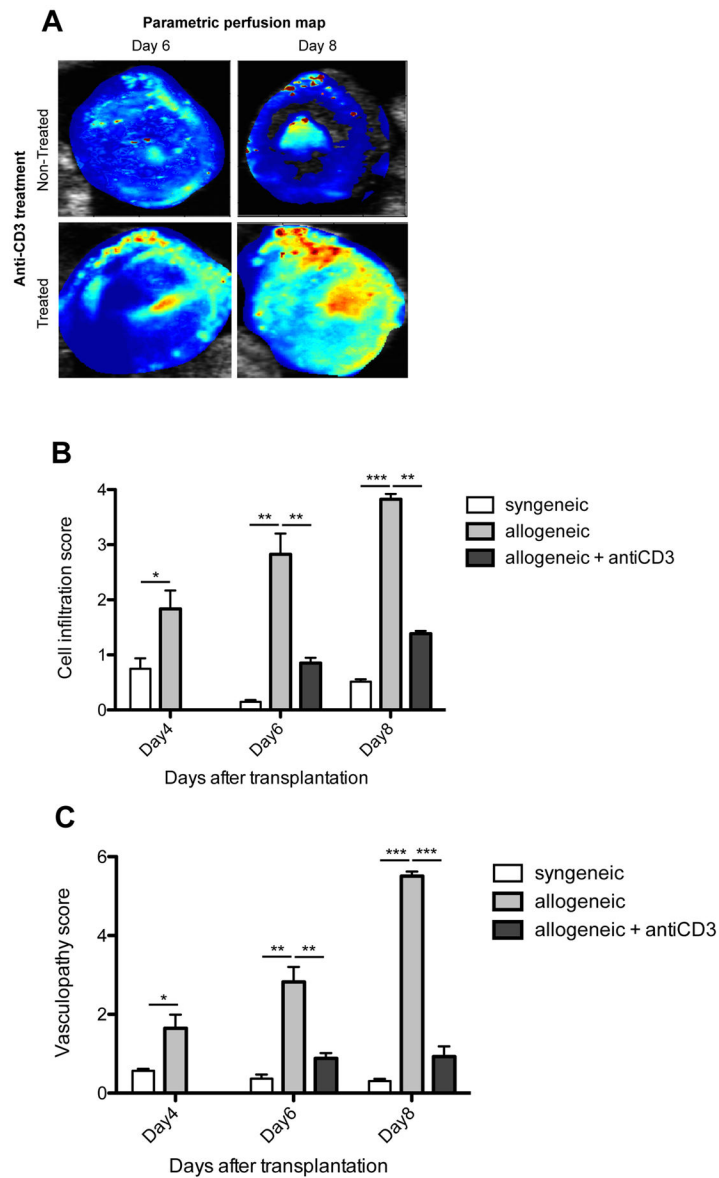 A
Parametric perfusion map
Day 6
Day 8
Anti-CD3 treatment
Non-Treated
Treated
B
Cell infiltration score
4
3
2
1
0
*
**
**
***
**
Day4
Day6
Day8
Days after transplantation
syngeneic
allogeneic
allogeneic + antiCD3
C
Vasculopathy score
6
4
2
0
*
**
**
***
***
Day4
Day6
Day8
Days after transplantation
syngeneic
allogeneic
allogeneic + antiCD3